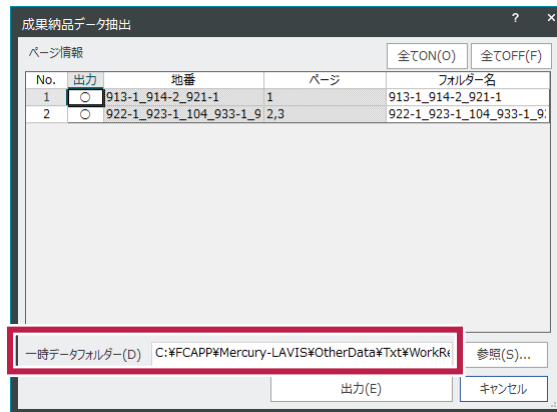 成果納品データ抽出 ? ×
ページ情報 全てON(O) 全てOFF(F)
No. 出力 地番 ページ フォルダー名
1 ○ 913-1_914-2_921-1 1 913-1_914-2_921-1
2 ○ 922-1_923-1_104_933-1_9 2,3 922-1_923-1_104_933-1_9
一時データフォルダー(D) C:¥FCAPP¥Mercury-LAVIS¥OtherData¥Txt¥WorkRe 参照(S)...
出力(E) キャンセル